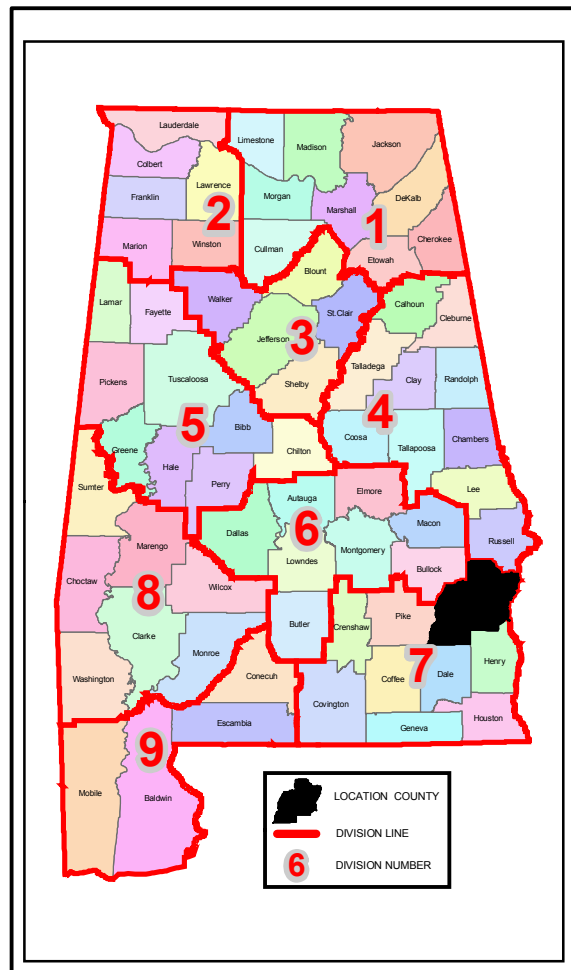 Lauderdale
Limestone
Madison
Jackson
Colbert
Lawrence
DeKalb
Franklin
Morgan
Marshall
2
1
Cherokee
Marion
Winston
Cullman
Etowah
Blount
Calhoun
Lamar
Fayette
Walker
St.Clair
Cleburne
Jefferson
3
Talladega
Tuscaloosa
Pickens
Shelby
Clay
Randolph
5
Bibb
4
Greene
Coosa
Tallapoosa
Chambers
Hale
Chilton
Perry
Sumter
Autauga
Elmore
Lee
Dallas
6
Macon
Marengo
Montgomery
Russell
Lowndes
Bullock
Choctaw
8
Wilcox
Clarke
Butler
Crenshaw
Pike
Monroe
7
Henry
Washington
Conecuh
Coffee
Dale
Covington
Escambia
Geneva
Houston
9
Mobile
Baldwin
LOCATION COUNTY
DIVISION LINE
6 DIVISION NUMBER